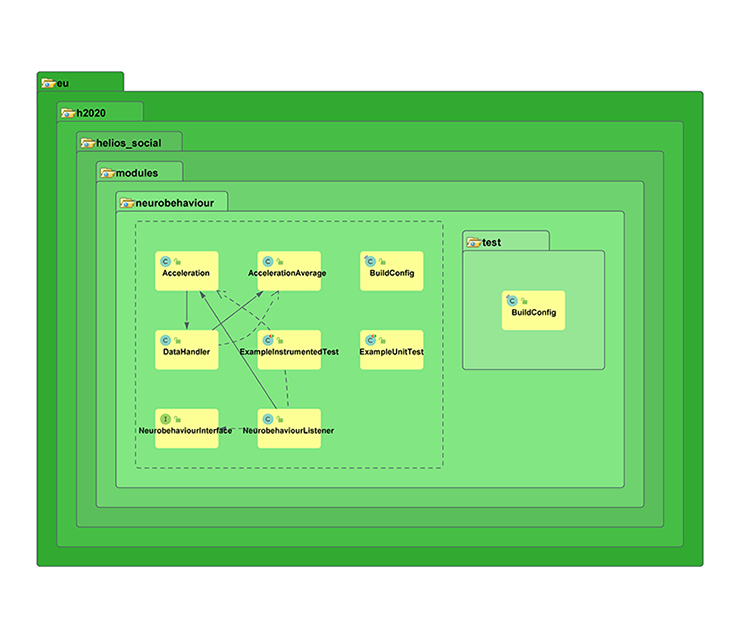 eu
h2020
helios_social
modules
neurobehaviour
test
C
Acceleration
C
AccelerationAverage
C
BuildConfig
C
BuildConfig
C
DataHandler
C
ExampleInstrumentedTest
C
ExampleUnitTest
I
NeurobehaviourInterface
C
NeurobehaviourListener